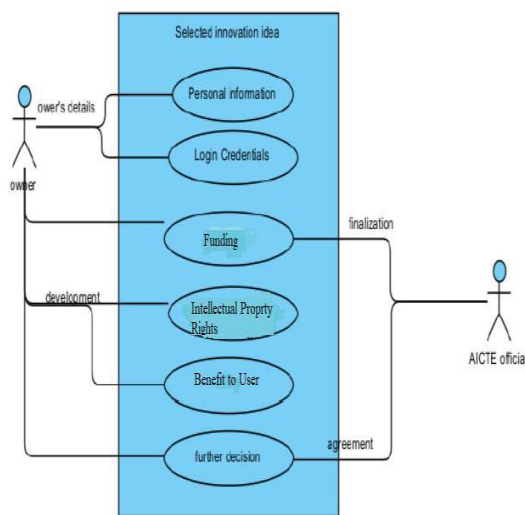 Selected innovation idea
ower's details
Personal information
Login Credentials
owner
finalization
Funding
development
Intellectual Proprty
Rights
AICTE official
Benefit to User
further decision
agreement